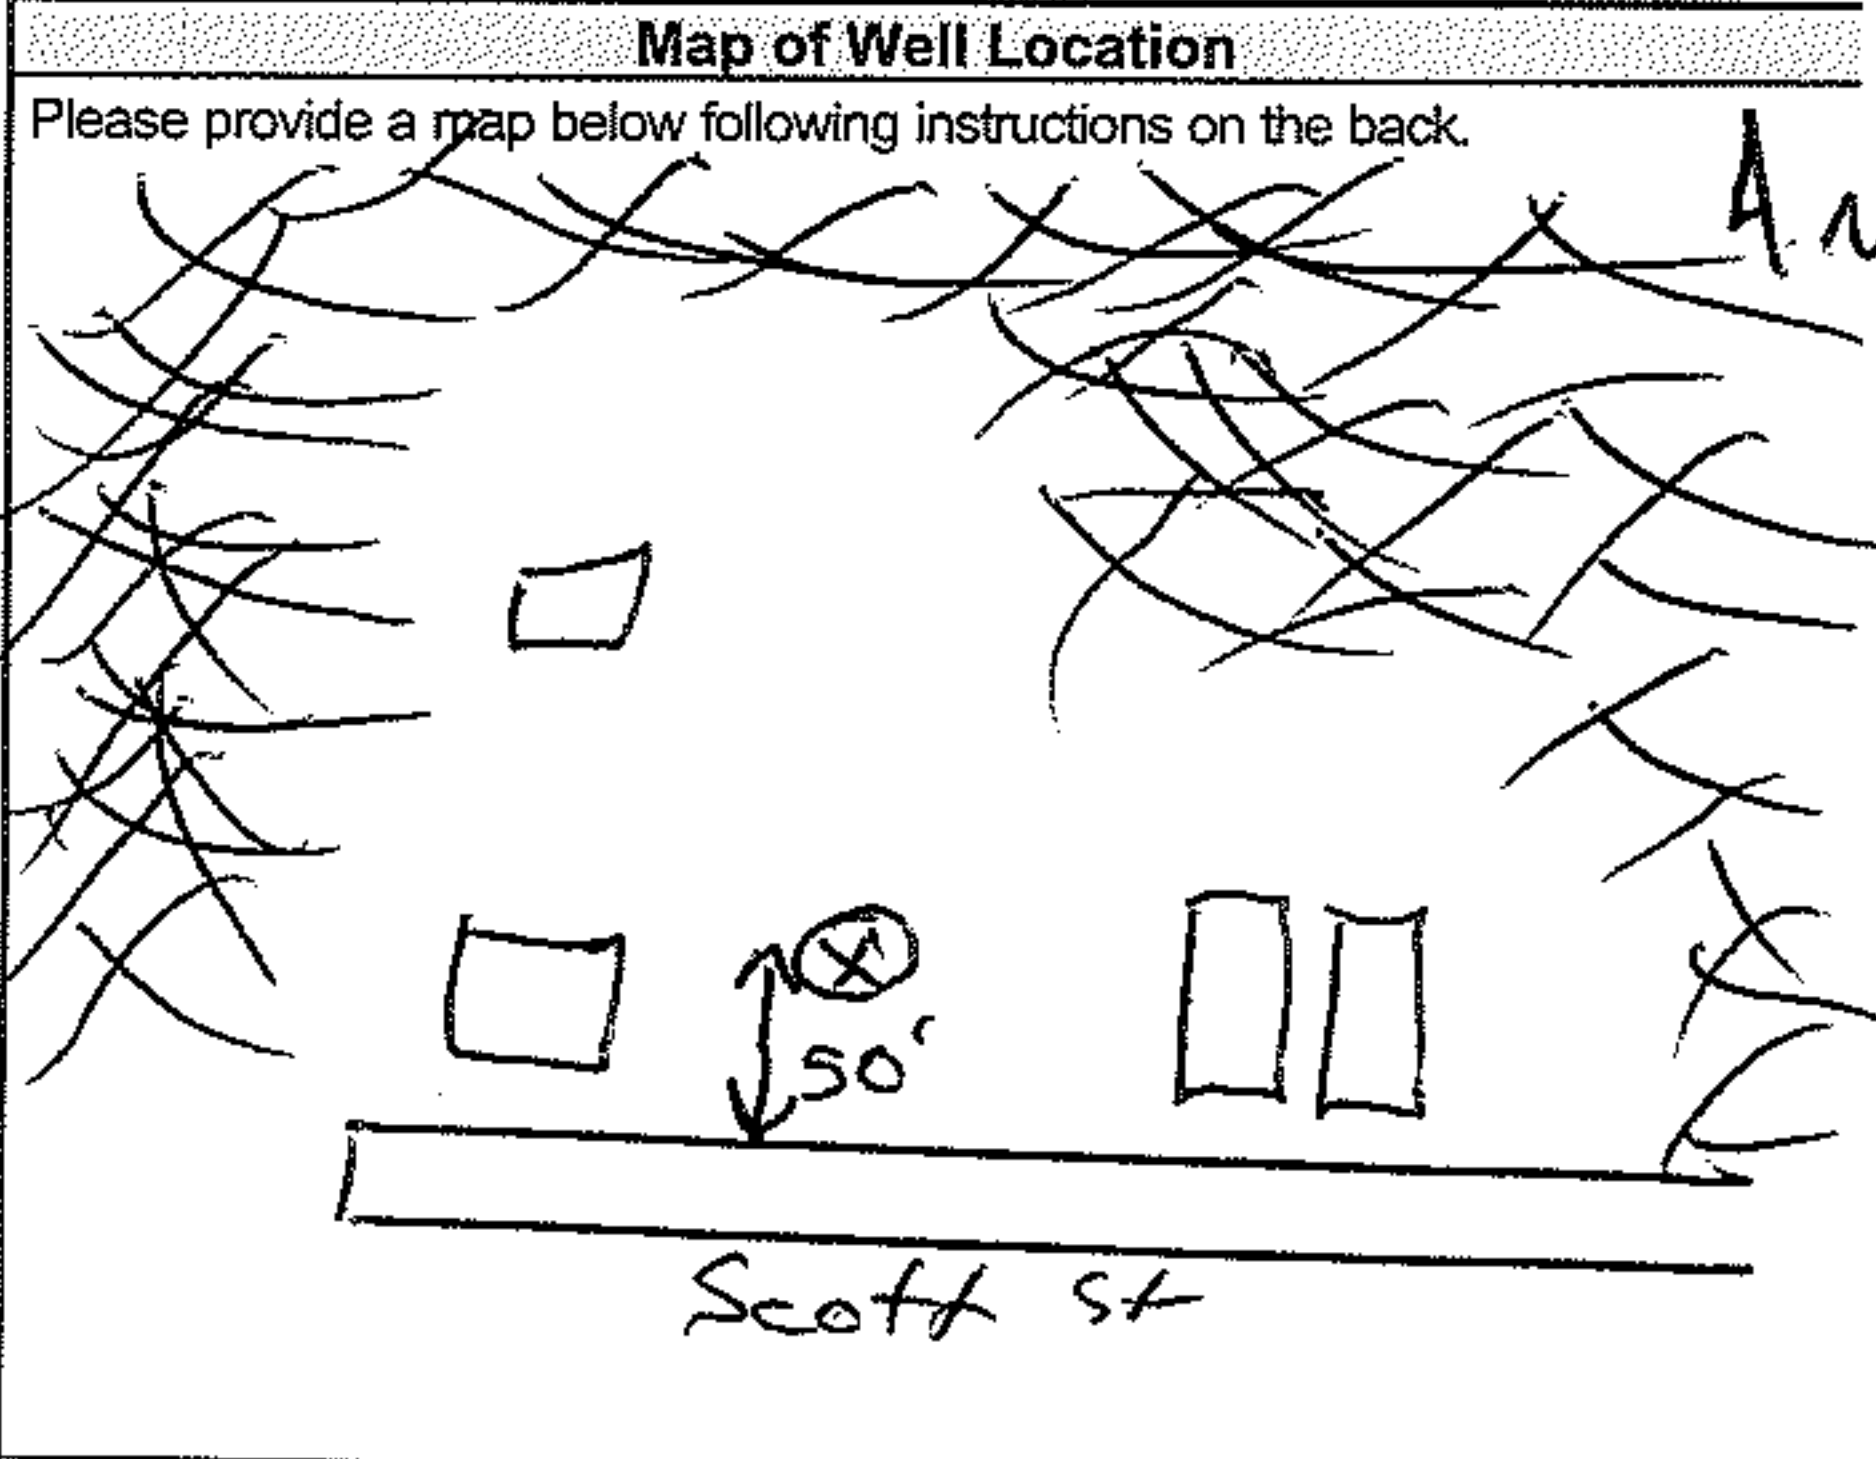 Map of Well Location
Please provide a map below following instructions on the back.
N
X
50'
Scott St